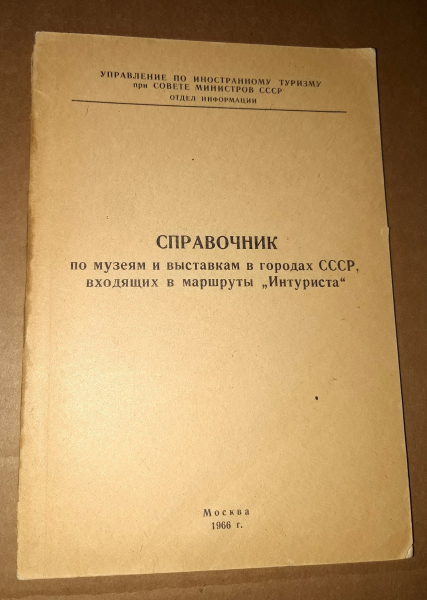 УПРАВЛЕНИЕ ПО ИНОСТРАННОМУ ТУРИЗМУ
при СОВЕТЕ МИНИСТРОВ СССР
ОТДЕЛ ИНФОРМАЦИИ
СПРАВОЧНИК
по музеям и выставкам в городах СССР,
входящих в маршруты „Интуриста“
Москва
1966 г.